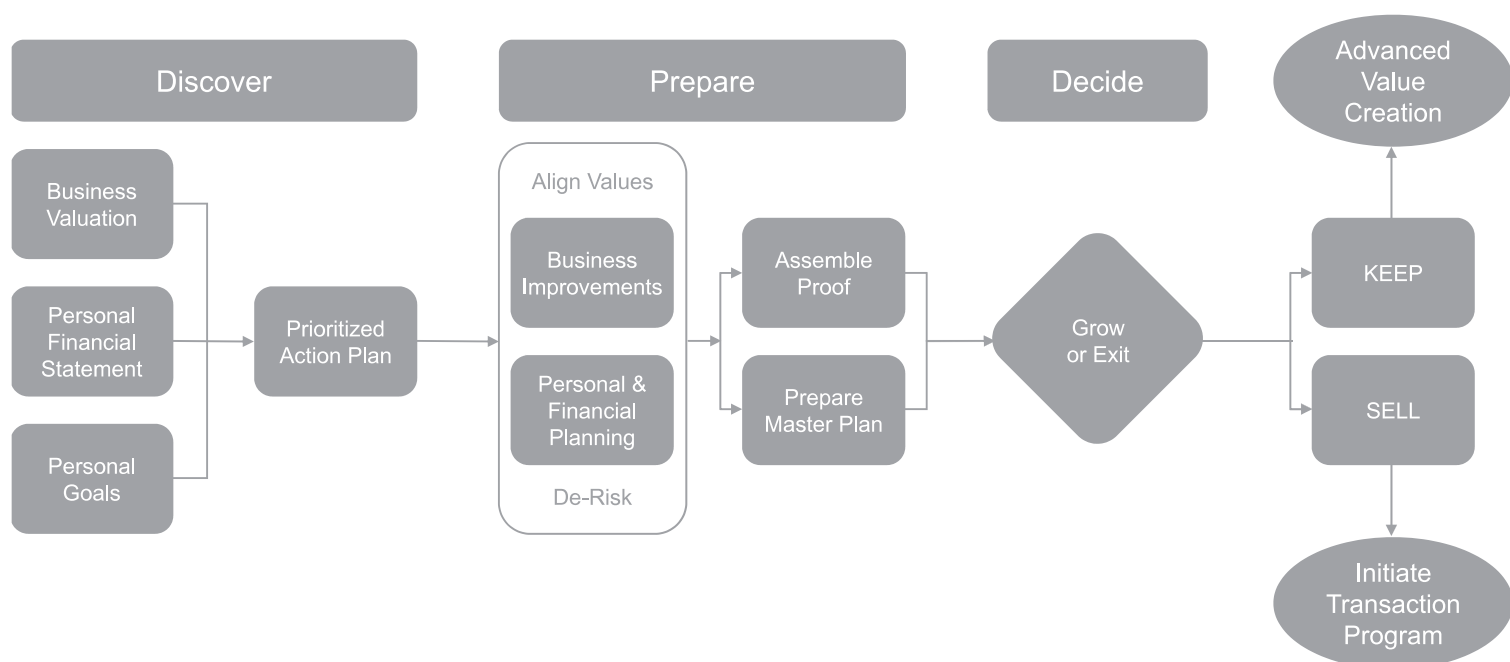 Discover
Prepare
Decide
Advanced
Value
Creation
Business
Valuation
Personal
Financial
Statement
Personal
Goals
Prioritized
Action Plan
Align Values
Business
Improvements
Personal &
Financial
Planning
De-Risk
Assemble
Proof
Prepare
Master Plan
Grow
or Exit
KEEP
SELL
Initiate
Transaction
Program